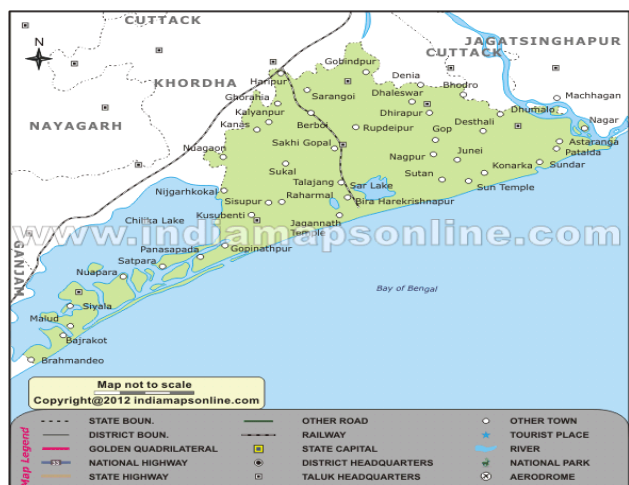 CUTTACK
N
JAGATSINGHAPUR
CUTTACK
Gobindpur
Haripur
KHORDHA
Denia
Bhodro
Sarangoi
Dhaleswar
Machhagan
Ghorahia
Kalyanpur
Berboi
Dhirapur
Desthali
Dhumalo
Nagar
Kanas
Rupdeipur
NAYAGARH
Gop
Astaranga
Nuagaon
Sakhi Gopal
Nagpur
Junei
Patalda
Sukal
Konarka
Sundar
Talajang
Sar Lake
Sutan
Sun Temple
Nijgarhkokal
Raharmal
Sisupur
Bira Harekrishnapur
Kusubenti
Chilika Lake
Jagannath
Temple
www.indiamapsonline.com
GANJAM
Gopinathpur
Panasapada
Satpara
Nuapara
Bay of Bengal
Siyala
Malud
Bajrakot
Brahmandeo
Map not to scale
Copyright@2012 indiamapsonline.com
Map Legend
STATE BOUN.
OTHER ROAD
OTHER TOWN
DISTRICT BOUN.
RAILWAY
TOURIST PLACE
GOLDEN QUADRILATERAL
STATE CAPITAL
RIVER
NATIONAL HIGHWAY
DISTRICT HEADQUARTERS
NATIONAL PARK
STATE HIGHWAY
TALUK HEADQUARTERS
AERODROME